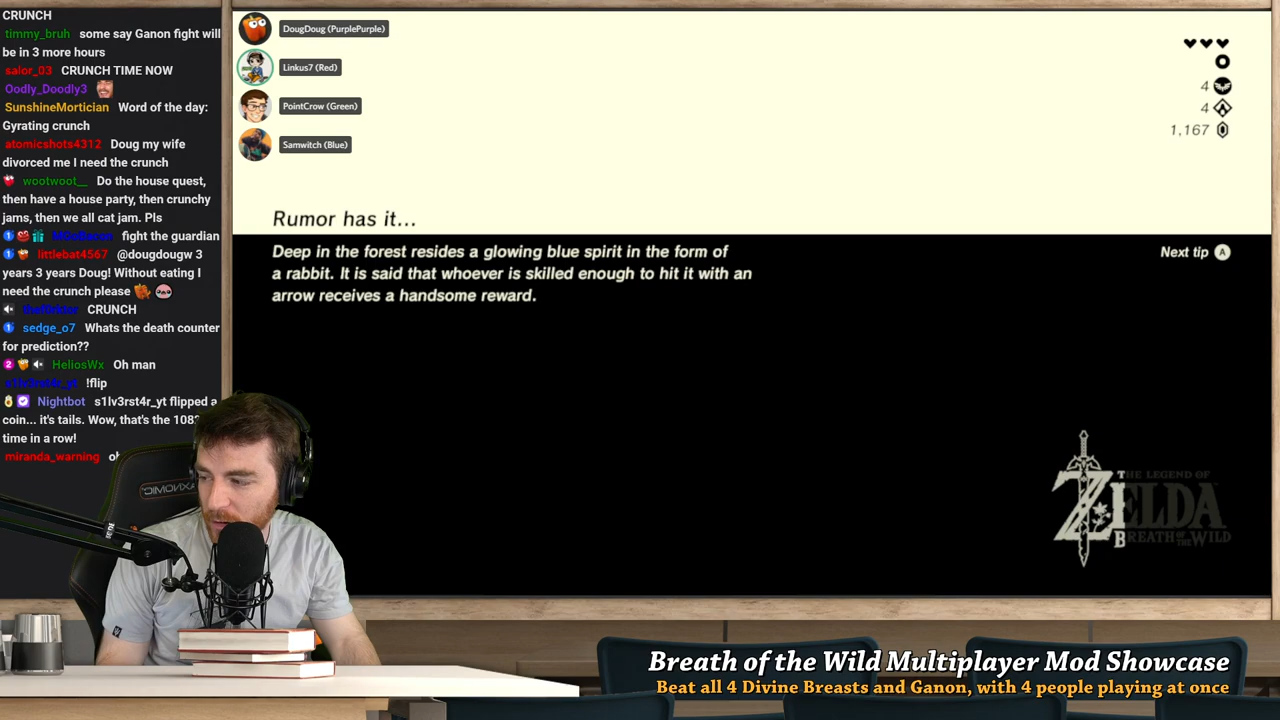 CRUNCH
timmy_bruh some say Ganon fight will
be in 3 more hours
salor_03 CRUNCH TIME NOW
Oodly_Doodly3
SunshineMortician Word of the day:
Gyrating crunch
atomicshots4312 Doug my wife
divorced me I need the crunch
wootwoot__ Do the house quest,
then have a house party, then crunchy
jams, then we all cat jam. Pls
fight the guardian
littlebat4567 @dougdougw 3
years 3 years Doug! Without eating I
need the crunch please
CRUNCH
sedge_o7 Whats the death counter
for prediction??
HeliosWx Oh man
s1lv3rst4r_yt !flip
Nightbot s1lv3rst4r_yt flipped a
coin... it's tails. Wow, that's the
time in a row!
miranda_warning
DougDoug (PurplePurple)
Linkus7 (Red)
PointCrow (Green)
Samwitch (Blue)
4
4
1,167
Rumor has it...
Deep in the forest resides a glowing blue spirit in the form of
a rabbit. It is said that whoever is skilled enough to hit it with an
arrow receives a handsome reward.
Next tip A
THE LEGEND OF
ZELDA
BREATH OF THE WILD
Breath of the Wild Multiplayer Mod Showcase
Beat all 4 Divine Breasts and Ganon, with 4 people playing at once